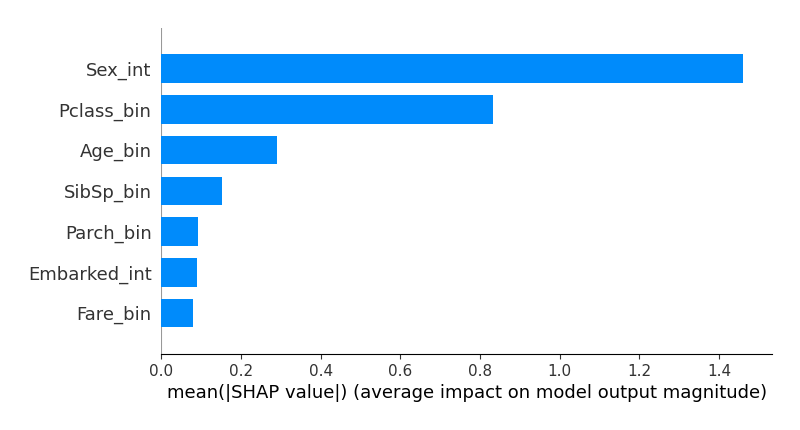 Sex_int
Pclass_bin
Age_bin
SibSp_bin
Parch_bin
Embarked_int
Fare_bin
0.0 0.2 0.4 0.6 0.8 1.0 1.2 1.4
mean(|SHAP value|) (average impact on model output magnitude)